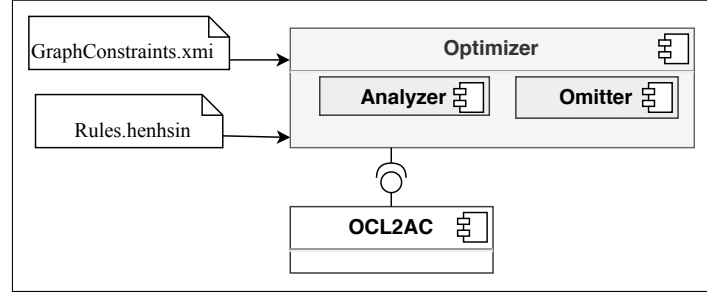 GraphConstraints.xmi
Optimizer
Analyzer
Omitter
Rules.henhsin
OCL2AC